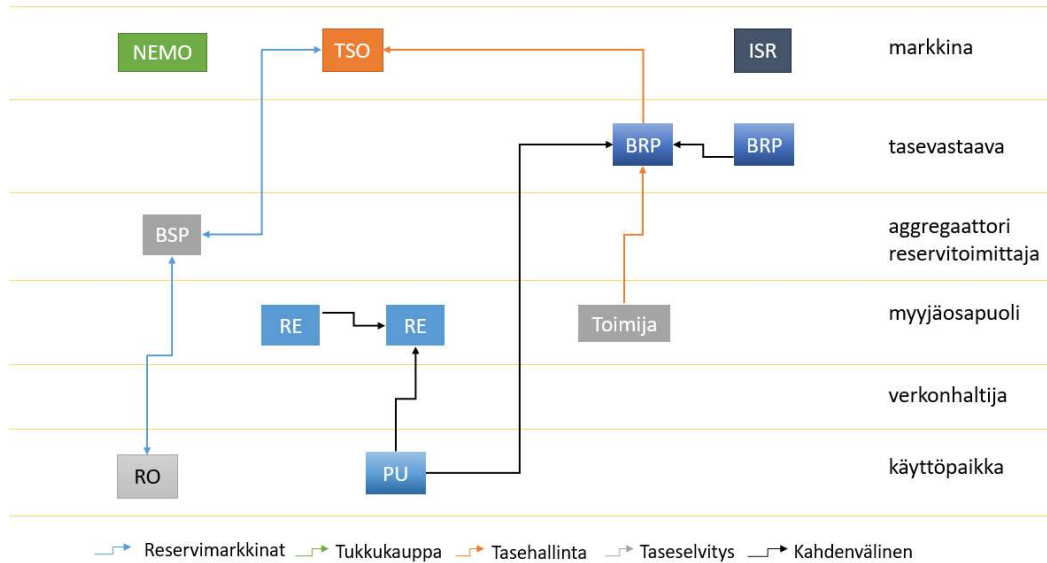 NEMO
TSO
ISR
markkina
BRP
BRP
tasevastaava
BSP
aggregaattori
reservitoimittaja
RE
RE
Toimija
myyjäosapuoli
verkonhaltija
RO
PU
käyttöpaikka
Reservimarkkinat
Tukkukauppa
Tasehallinta
Taseselvitys
Kahdenvälinen